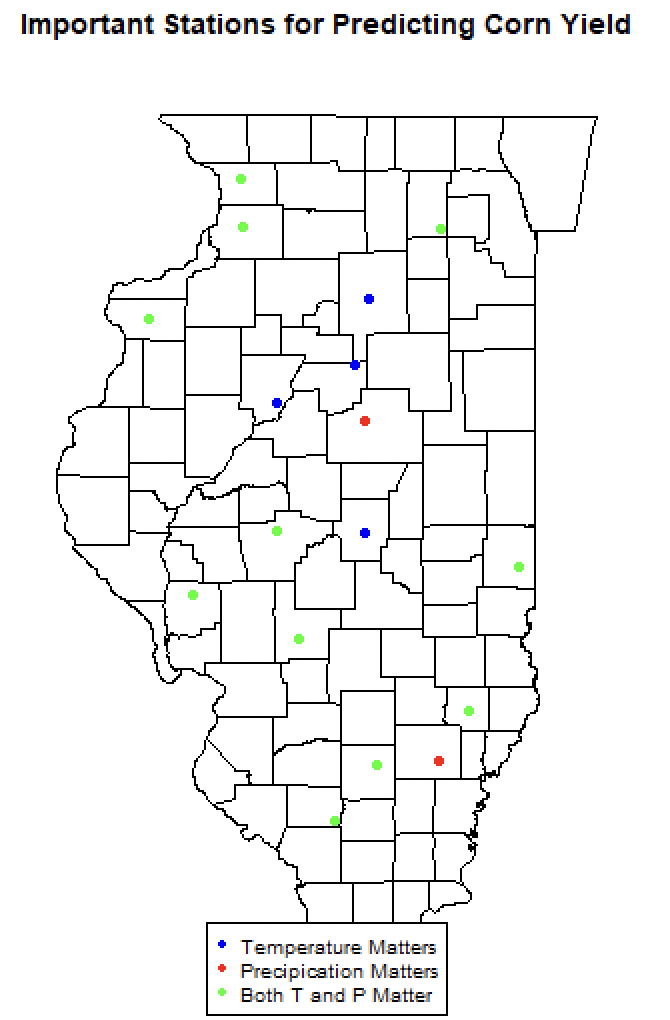 Important Stations for Predicting Corn Yield
Temperature Matters
Precipication Matters
Both T and P Matter